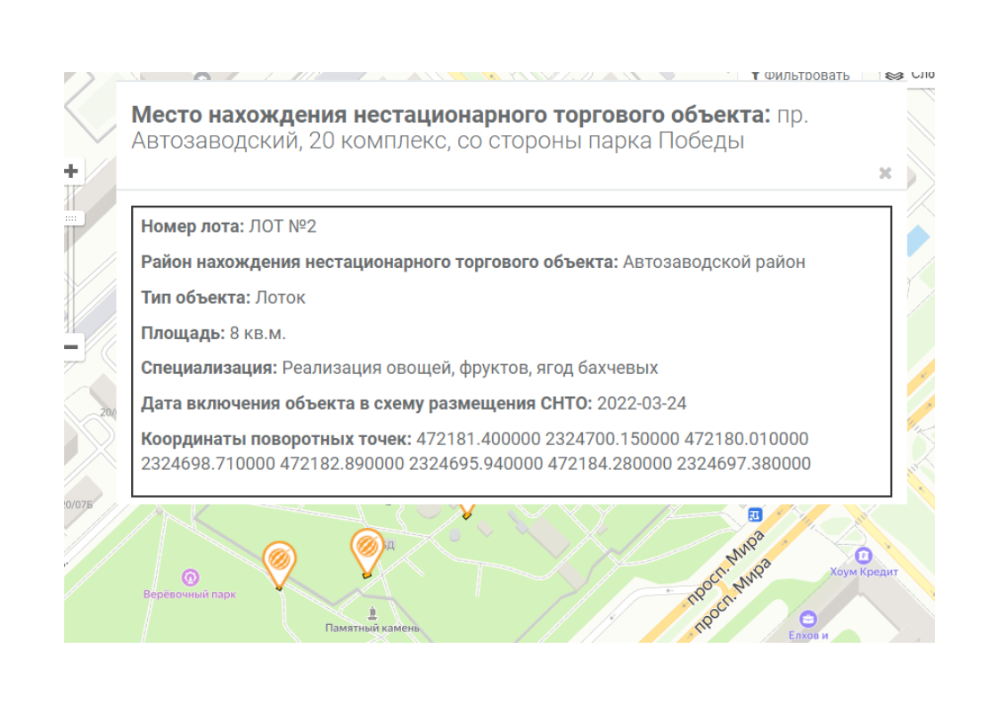 Фильтровать
Место нахождения нестационарного торгового объекта: пр.
Автозаводский, 20 комплекс, со стороны парка Победы
Номер лота: ЛОТ №2
Район нахождения нестационарного торгового объекта: Автозаводской район
Тип объекта: Лоток
Площадь: 8 кв.м.
Специализация: Реализация овощей, фруктов, ягод бахчевых
Дата включения объекта в схему размещения СНТО: 2022-03-24
Координаты поворотных точек: 472181.400000 2324700.150000 472180.010000
2324698.710000 472182.890000 2324695.940000 472184.280000 2324697.380000
20/07Б
просп. Мира
просп. Мира
Хоум Кредит
Верёвочный парк
Памятный камень
Елхов и